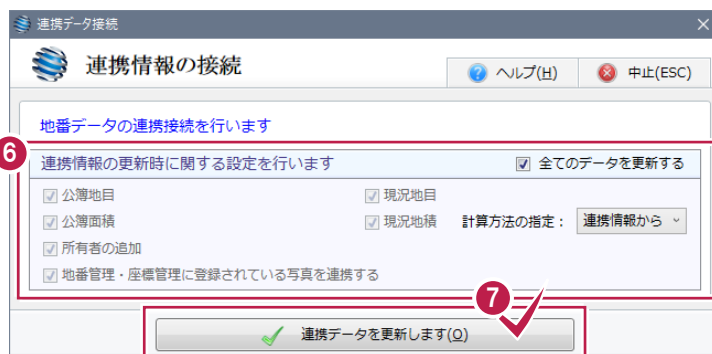 連携データ接続
連携情報の接続
ヘルプ(H) 中止(ESC)
地番データの連携接続を行います
6
連携情報の更新時に関する設定を行います 全てのデータを更新する
公簿地目 現況地目
公簿面積 現況地積 計算方法の指定： 連携情報から
所有者の追加
地番管理・座標管理に登録されている写真を連携する
7
連携データを更新します(O)